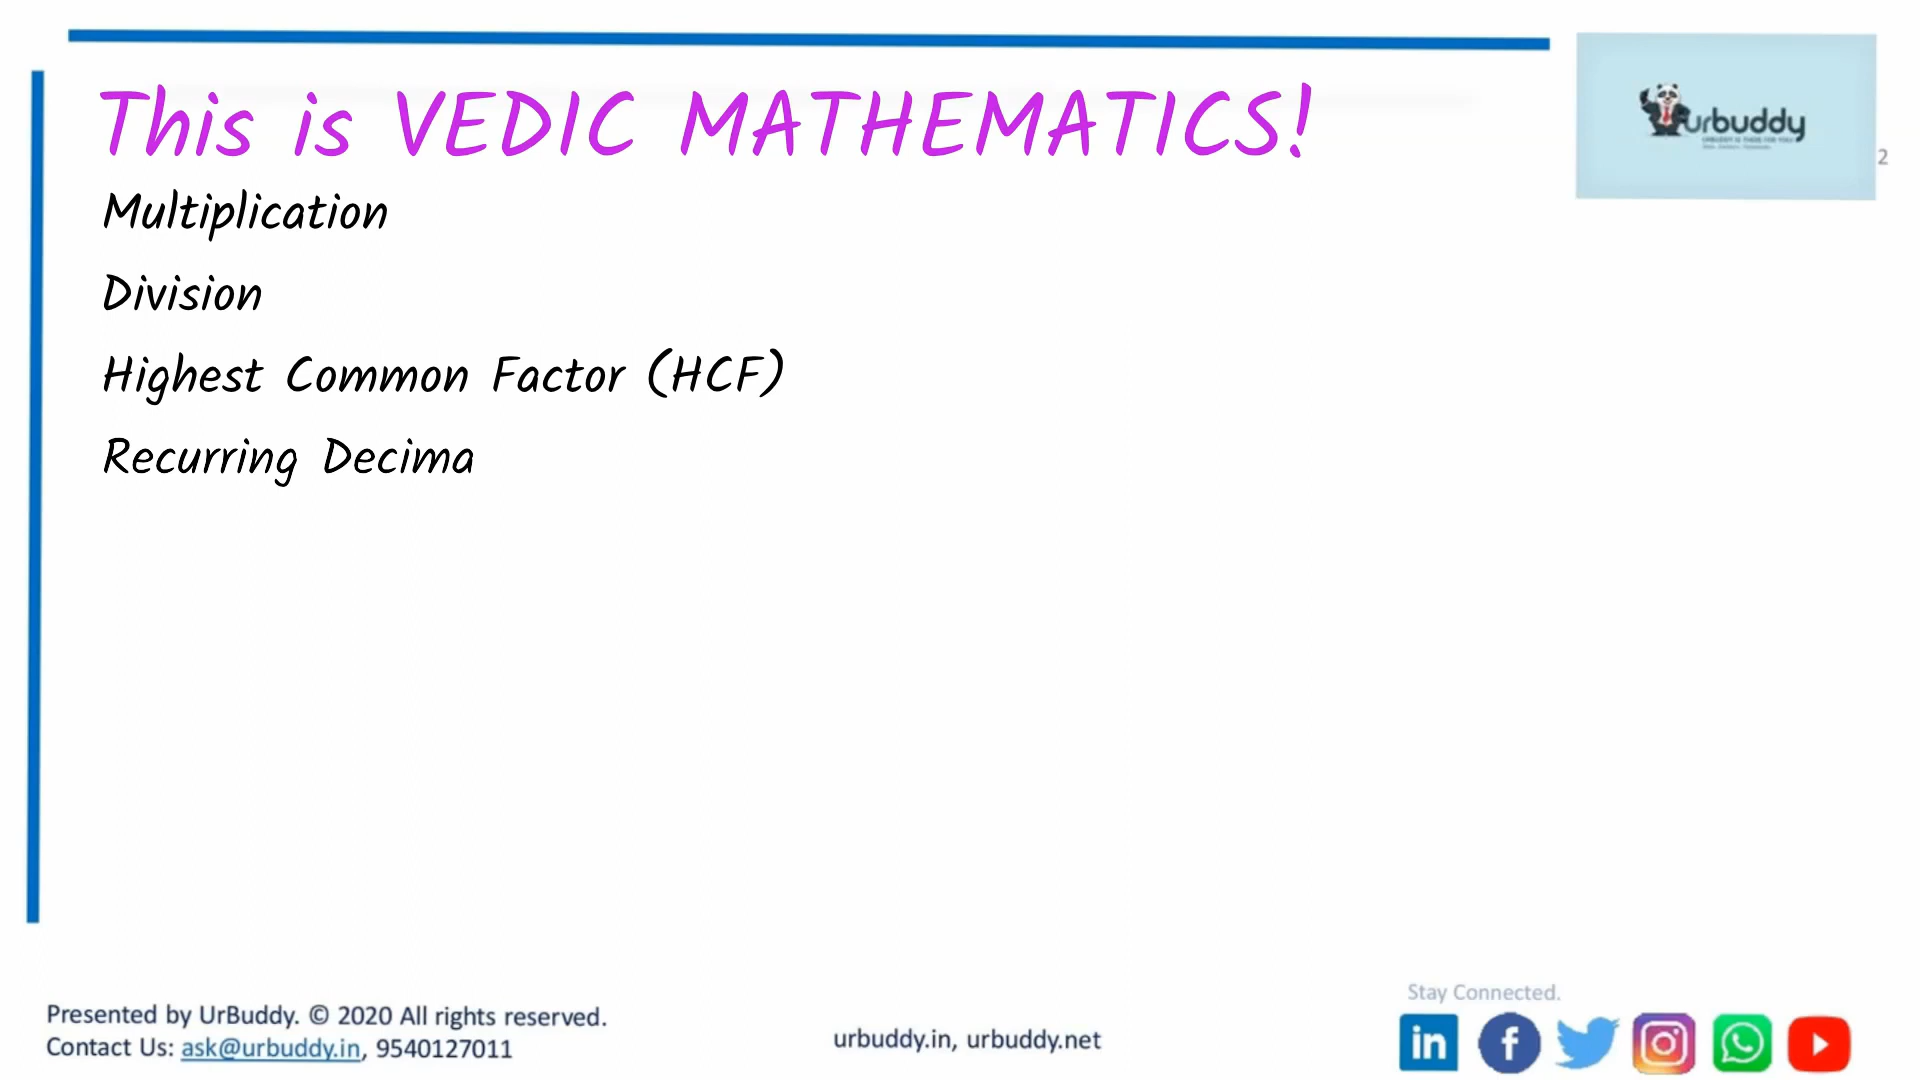 This is VEDIC MATHEMATICS!
urbuddy
2
Multiplication
Division
Highest Common Factor (HCF)
Recurring Decima
Stay Connected.
Presented by UrBuddy. © 2020 All rights reserved.
Contact Us: ask@urbuddy.in, 9540127011
urbuddy.in, urbuddy.net